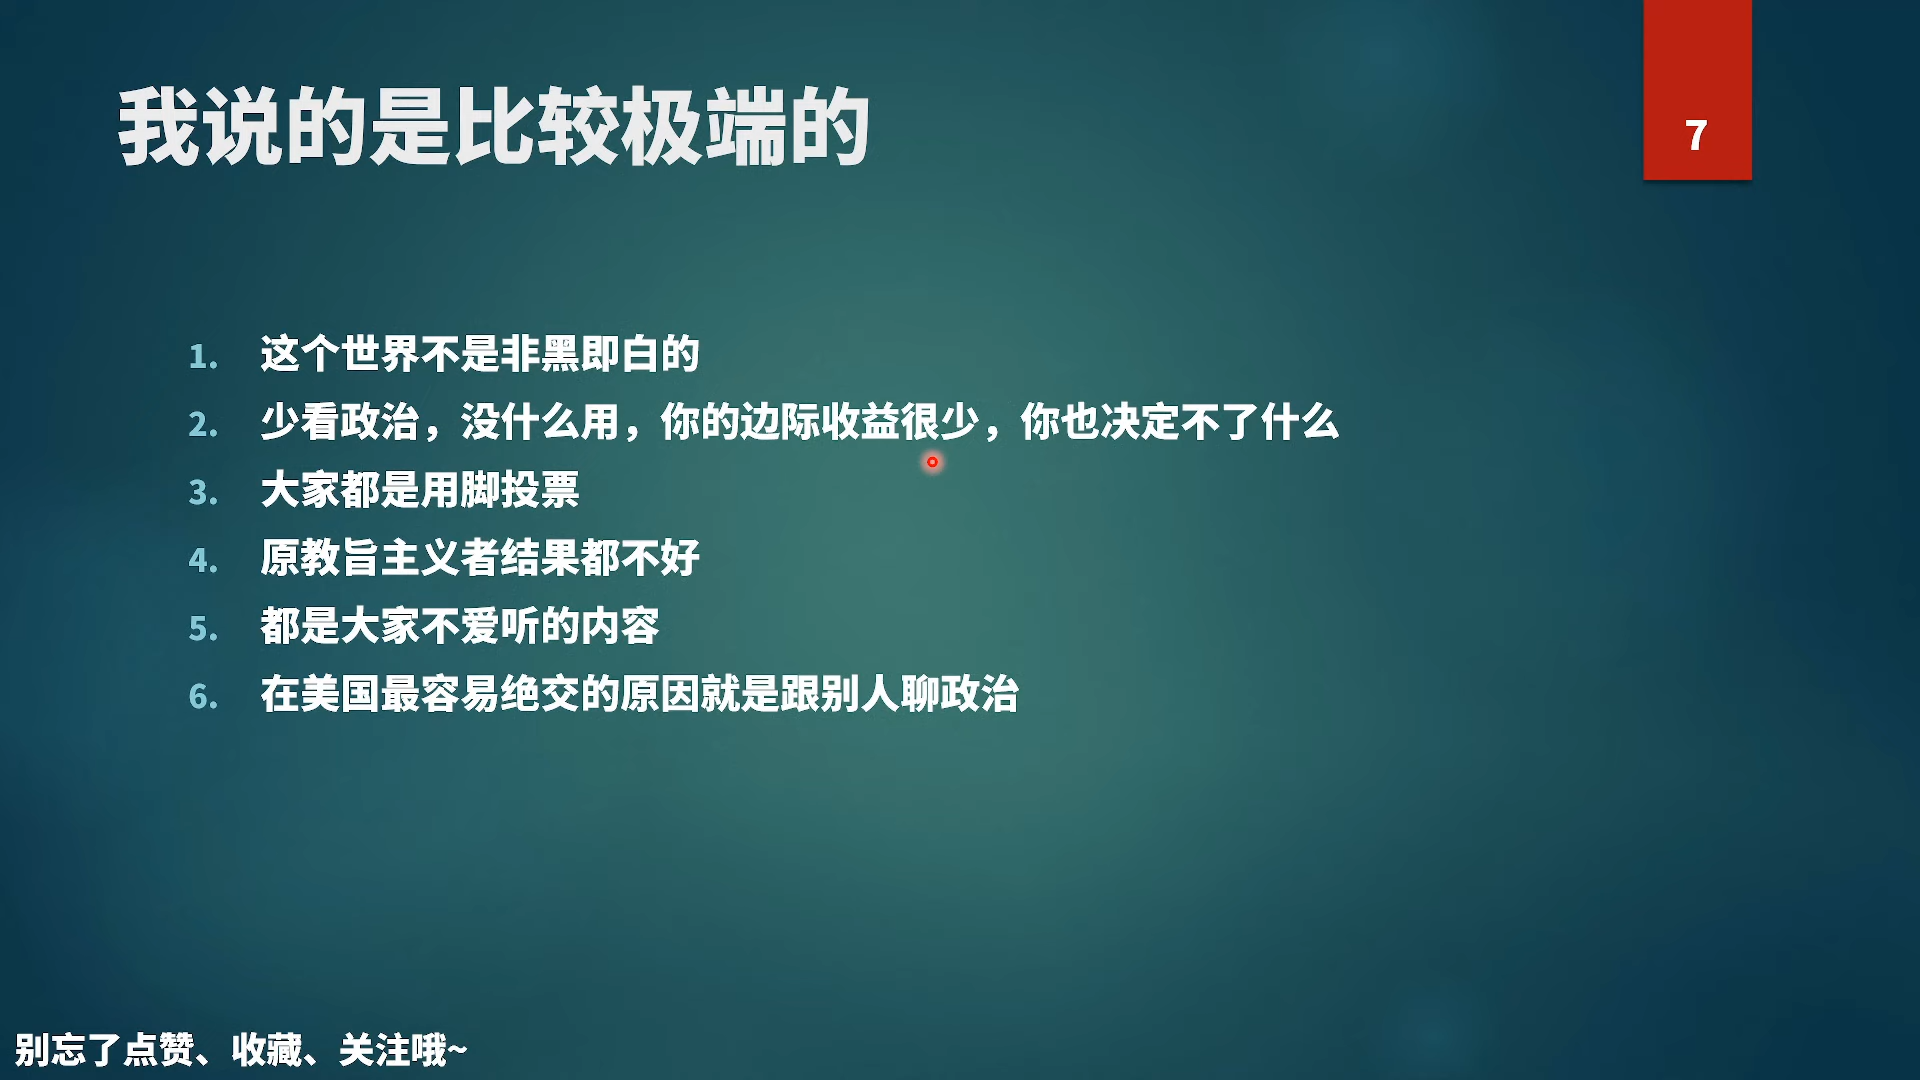 我说的是比较极端的
7
1. 这个世界不是非黑即白的
2. 少看政治，没什么用，你的边际收益很少，你也决定不了什么
3. 大家都是用脚投票
4. 原教旨主义者结果都不好
5. 都是大家不爱听的内容
6. 在美国最容易绝交的原因就是跟别人聊政治
别忘了点赞、收藏、关注哦~